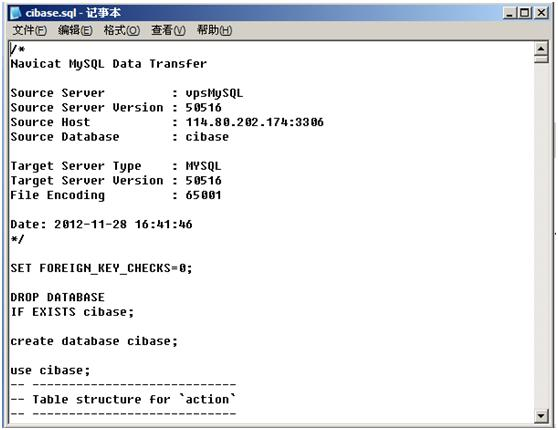 cibase.sql - 记事本
文件(F) 编辑(E) 格式(O) 查看(V) 帮助(H)
/*
Navicat MySQL Data Transfer
Source Server         : vpsMySQL
Source Server Version : 50516
Source Host           : 114.80.202.174:3306
Source Database       : cibase
Target Server Type    : MYSQL
Target Server Version : 50516
File Encoding         : 65001
Date: 2012-11-28 16:41:46
*/
SET FOREIGN_KEY_CHECKS=0;
DROP DATABASE
IF EXISTS cibase;
create database cibase;
use cibase;
-- ----------------------------
-- Table structure for `action`
-- ----------------------------